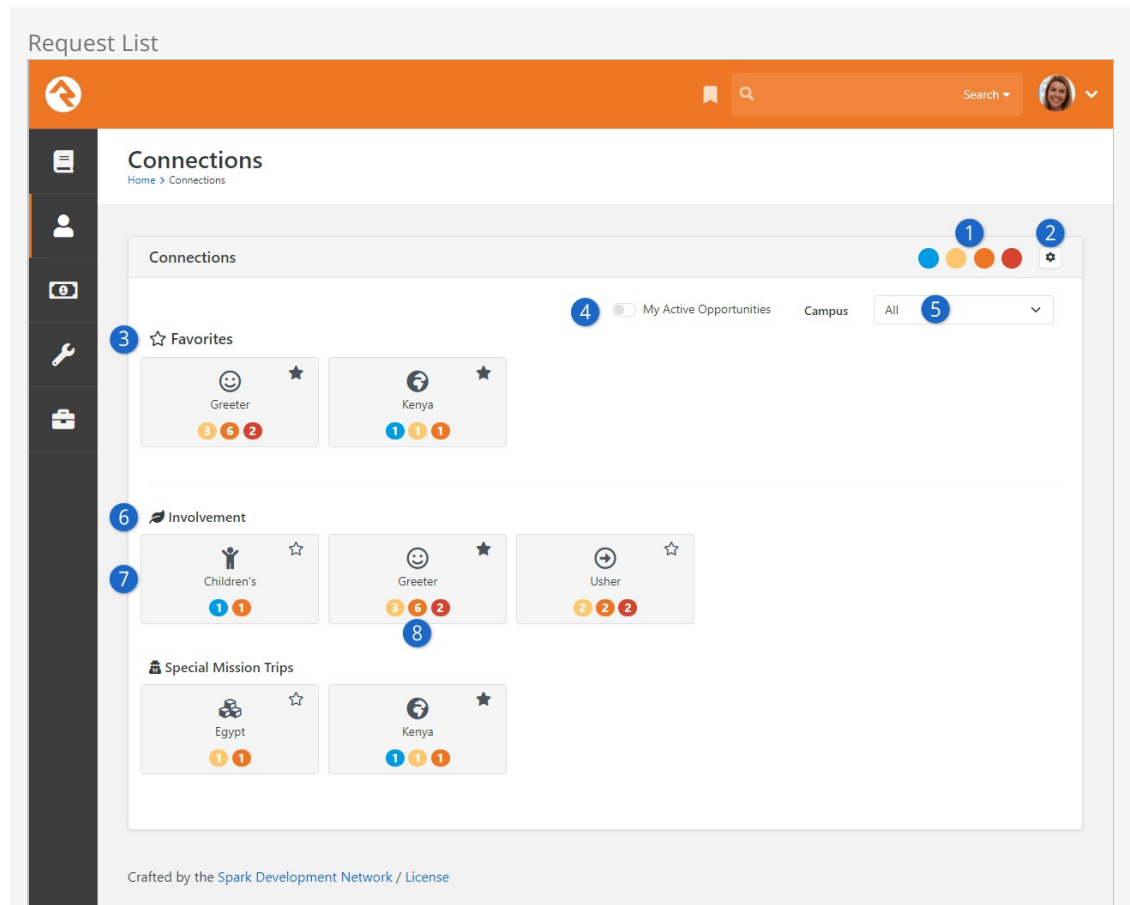 Request List
Search
Connections
Home > Connections
1 2
Connections
4 My Active Opportunities Campus All 5
3 Favorites
Greeter Kenya
3 6 2 1 1 1
6 Involvement
7 Children's Greeter Usher
1 1 3 6 2 2 2 2
8
Special Mission Trips
Egypt Kenya
1 1 1 1 1
Crafted by the Spark Development Network / License